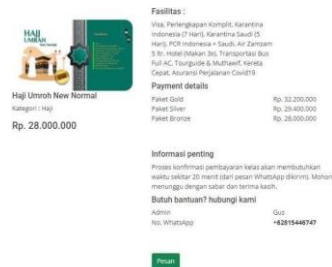 HAJI
UMRAH
Haji Umroh New Normal
Kategori : Haji
Rp. 28.000.000
Fasilitas :
Visa, Perlengkapan Komplit, Karantina
Indonesia (7 Hari), Karantina Saudi (5
Hari), PCR Indonesia + Saudi, Air Zamzam
5 ltr, Hotel (Makan 3x), Transportasi Bus
Full AC, Tourguide & Muthawif, Kereta
Cepat, Asuransi Perjalanan Covid19
Payment details
Paket Gold Rp. 32.200.000
Paket Silver Rp. 29.400.000
Paket Bronze Rp. 28.000.000
Informasi penting
Proses konfirmasi pembayaran kelas akan membutuhkan
waktu sekitar 20 menit (dari pesan WhatsApp dikirim). Mohon
menunggu dengan sabar dan terima kasih.
Butuh bantuan? hubungi kami
Admin Gus
No. WhatsApp +62815446747
Pesan